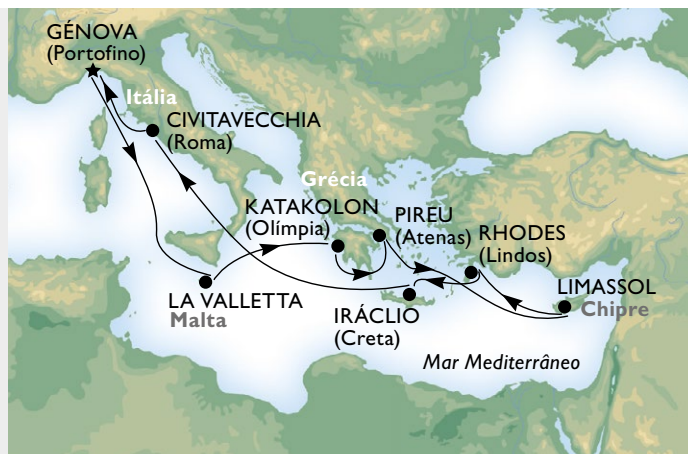 GÉNOVA
(Portofino)
Itália
CIVITAVECCHIA
(Roma)
Grécia
KATAKOLON
(Olímpia)
PIREU
(Atenas)
RHODES
(Lindos)
LIMASSOL
Chipre
LA VALLETTA
Malta
IRÁCLIO
(Creta)
Mar Mediterrâneo